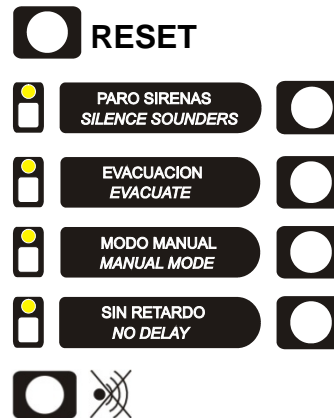 RESET
PARO SIRENAS
SILENCE SOUNDERS
EVACUACION
EVACUATE
MODO MANUAL
MANUAL MODE
SIN RETARDO
NO DELAY